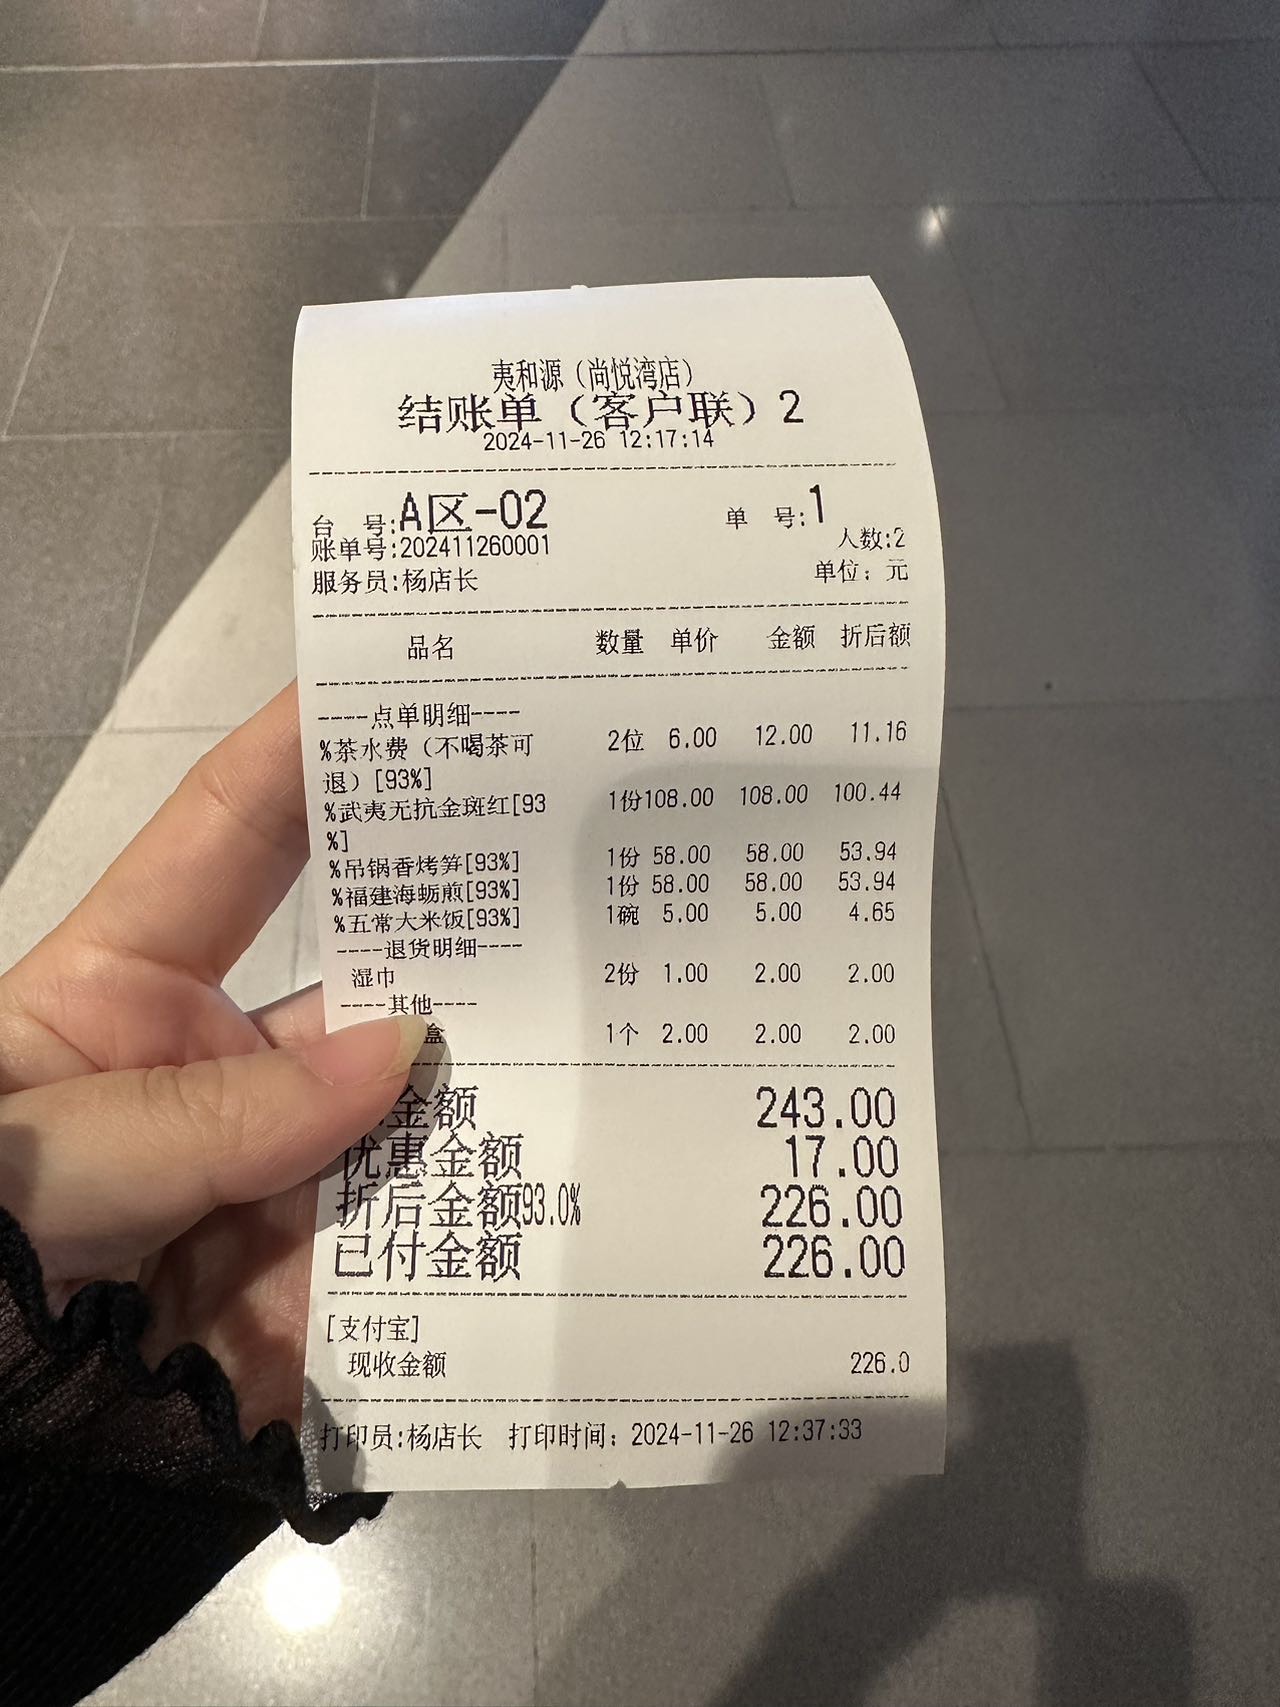 夷和源（尚悦湾店）
结账单（客户联）2
2024-11-26 12:17:14
台 号:A区-02 单 号:1
账单号:202411260001 人数:2
服务员:杨店长 单位：元
品名 数量 单价 金额 折后额
----点单明细----
%茶水费（不喝茶可 2位 6.00 12.00 11.16
退）[93%]
%武夷无抗金斑红[93 1份 108.00 108.00 100.44
%]
%吊锅香烤笋[93%] 1份 58.00 58.00 53.94
%福建海蛎煎[93%] 1份 58.00 58.00 53.94
%五常大米饭[93%] 1碗 5.00 5.00 4.65
----退货明细----
湿巾 2份 1.00 2.00 2.00
----其他----
盒 1个 2.00 2.00 2.00
金额 243.00
优惠金额 17.00
折后金额93.0% 226.00
已付金额 226.00
[支付宝]
现收金额 226.0
打印员:杨店长 打印时间：2024-11-26 12:37:33